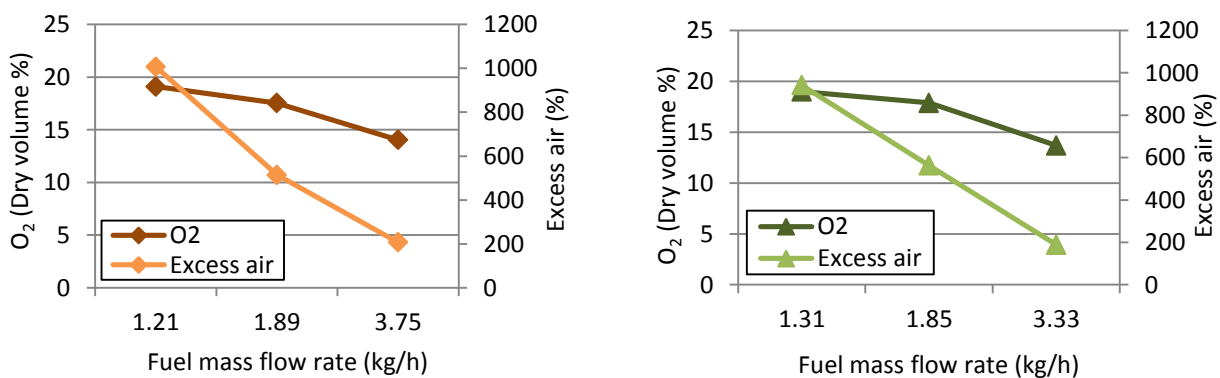 O₂ (Dry volume %)
25
20
15
10
5
0
1200
1000
800
600
400
200
0
Excess air (%)
O2
Excess air
1.21 1.89 3.75
Fuel mass flow rate (kg/h)
O₂ (Dry volume %)
25
20
15
10
5
0
1200
1000
800
600
400
200
0
Excess air (%)
O2
Excess air
1.31 1.85 3.33
Fuel mass flow rate (kg/h)